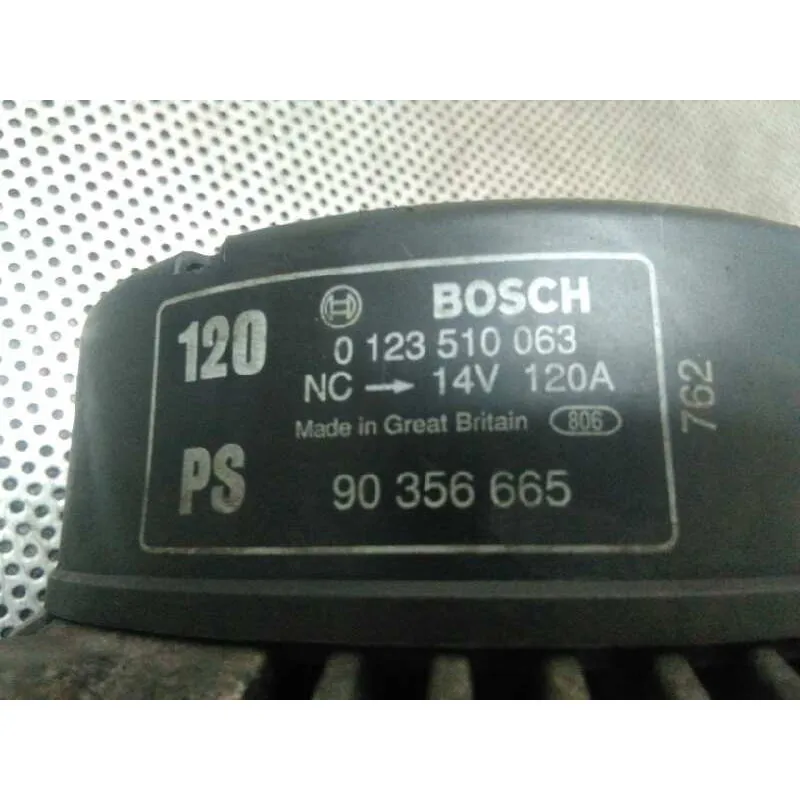 120
BOSCH
0 123 510 063
NC → 14V 120A
Made in Great Britain 806
PS
90 356 665
762